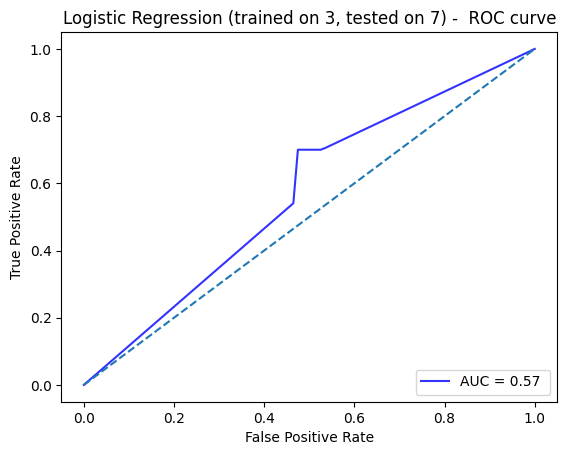 Logistic Regression (trained on 3, tested on 7) -  ROC curve
1.0
0.8
0.6
0.4
0.2
0.0
True Positive Rate
AUC = 0.57
0.0 0.2 0.4 0.6 0.8 1.0
False Positive Rate